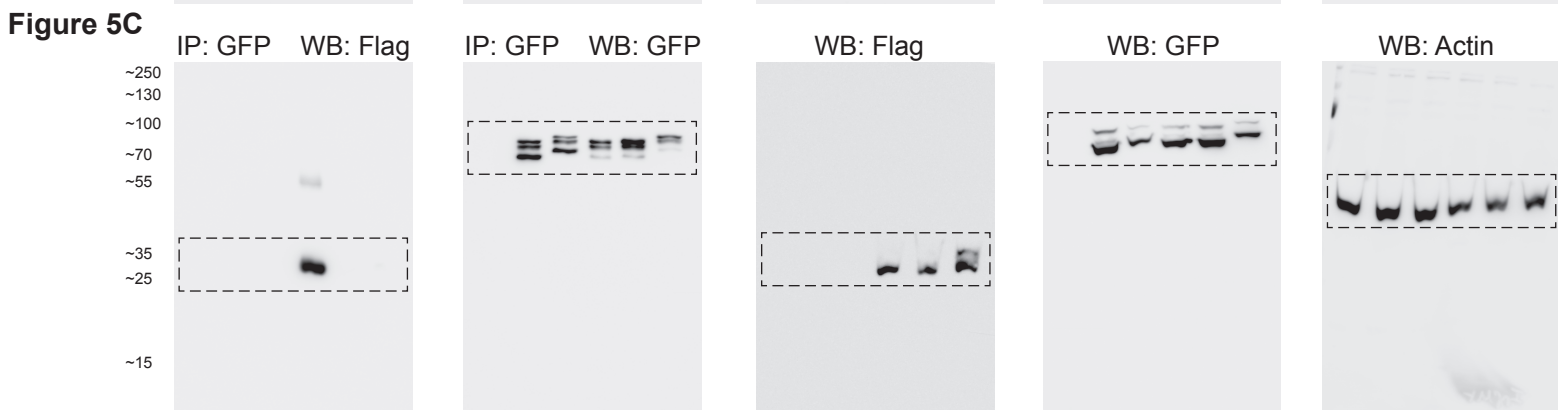 Figure 5C
IP: GFP WB: Flag
IP: GFP WB: GFP
WB: Flag
WB: GFP
WB: Actin
~250
~130
~100
~70
~55
~35
~25
~15